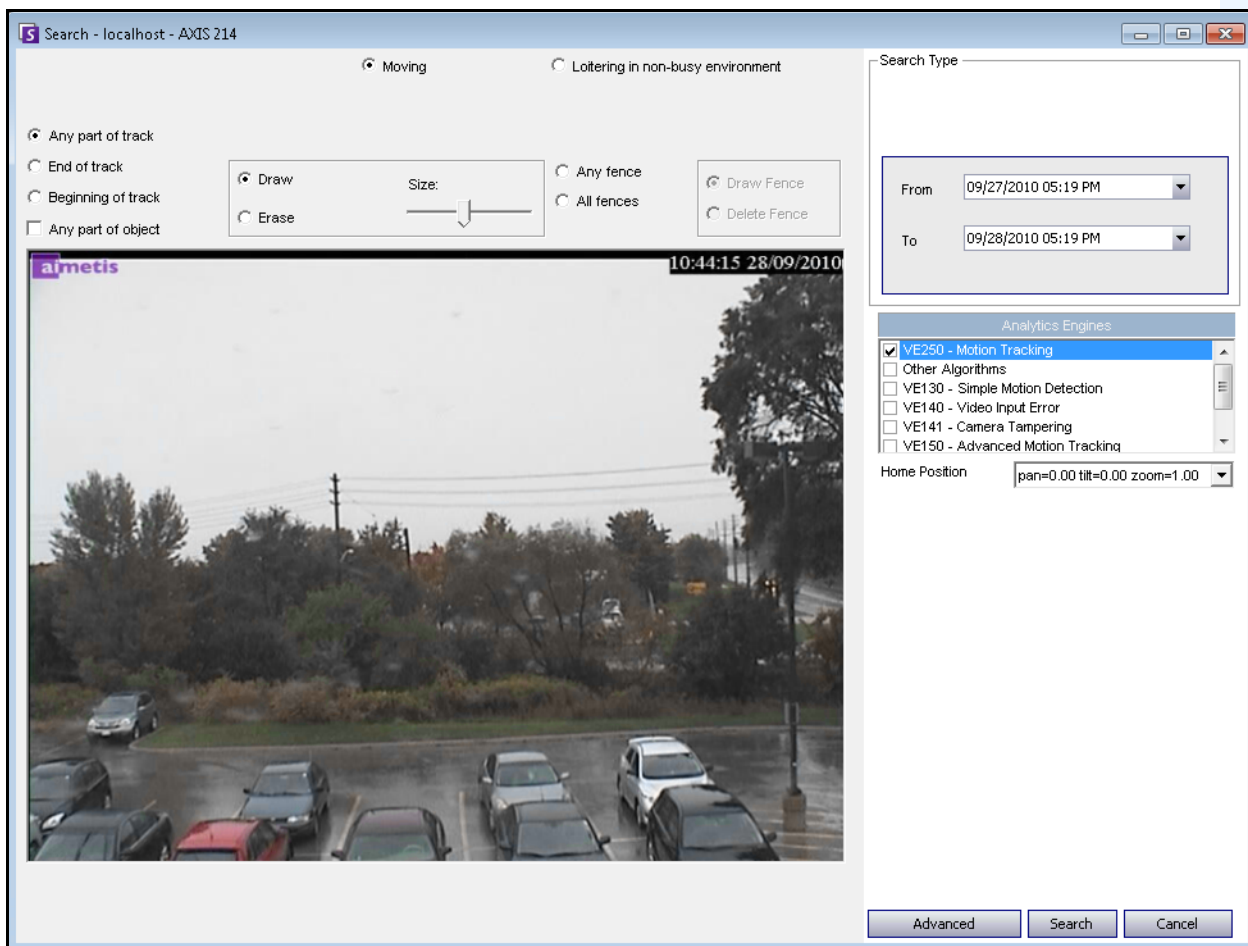 Search - localhost - AXIS 214
Moving
Loitering in non-busy environment
Any part of track
End of track
Beginning of track
Any part of object
Draw
Erase
Size:
Any fence
All fences
Draw Fence
Delete Fence
aimetis
10:44:15 28/09/2010
Search Type
From
09/27/2010 05:19 PM
To
09/28/2010 05:19 PM
Analytics Engines
VE250 - Motion Tracking
Other Algorithms
VE130 - Simple Motion Detection
VE140 - Video Input Error
VE141 - Camera Tampering
VE150 - Advanced Motion Tracking
Home Position
pan=0.00 tilt=0.00 zoom=1.00
Advanced
Search
Cancel